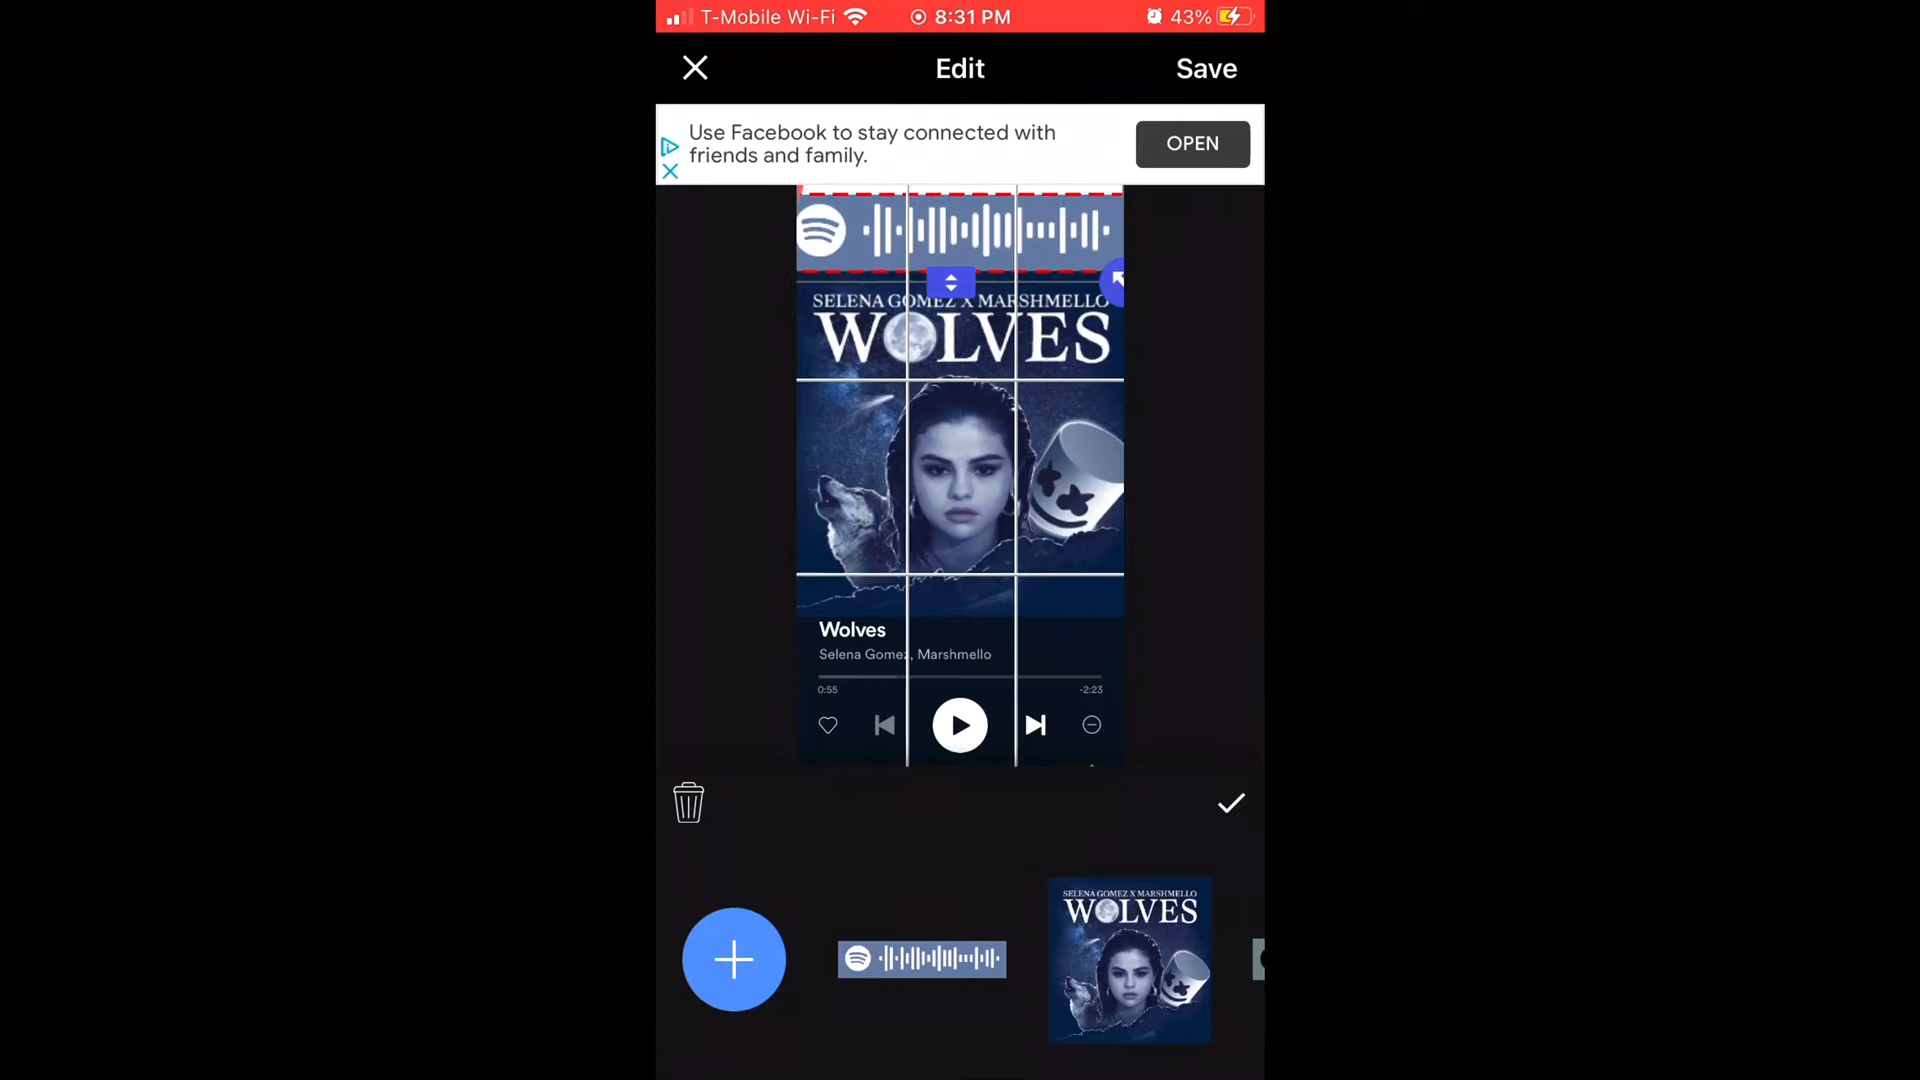 T-Mobile Wi-Fi 8:31 PM 43%
Edit Save
Use Facebook to stay connected with
friends and family.
OPEN
SELENA GOMEZ X MARSHMELLO
WOLVES
Wolves
Selena Gomez, Marshmello
0:55 -2:23
SELENA GOMEZ X MARSHMELLO
WOLVES